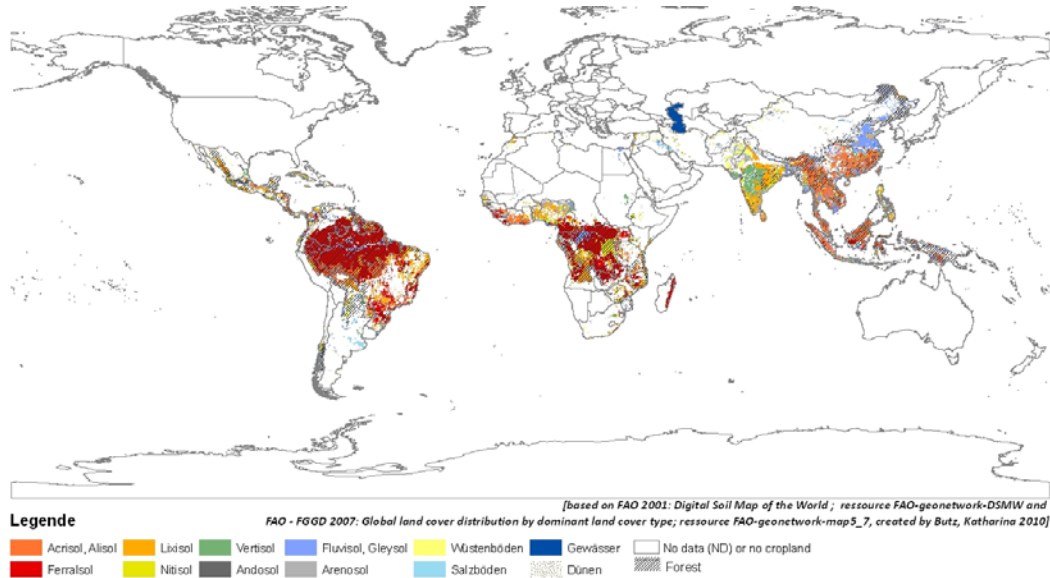 [based on FAO 2001: Digital Soil Map of the World ; ressource FAO-geonetwork-DSMW and
Legende
FAO - FGGD 2007: Global land cover distribution by dominant land cover type; ressource FAO-geonetwork-map5_7, created by Butz, Katharina 2010]
Acrisol, Alisol Lixisol Vertisol Fluvisol, Gleysol Wüstenböden Gewässer No data (ND) or no cropland
Ferralsol Nitisol Andosol Arenosol Salzböden Dünen Forest